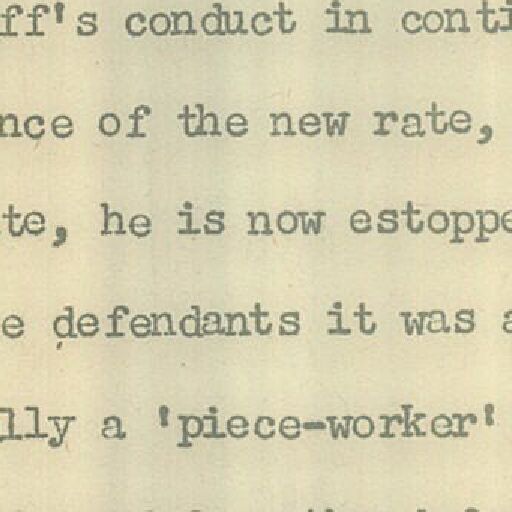 ff's conduct in conti
nce of the new rate,
te, he is now estoppe
e defendants it was a
lly a 'piece-worker'